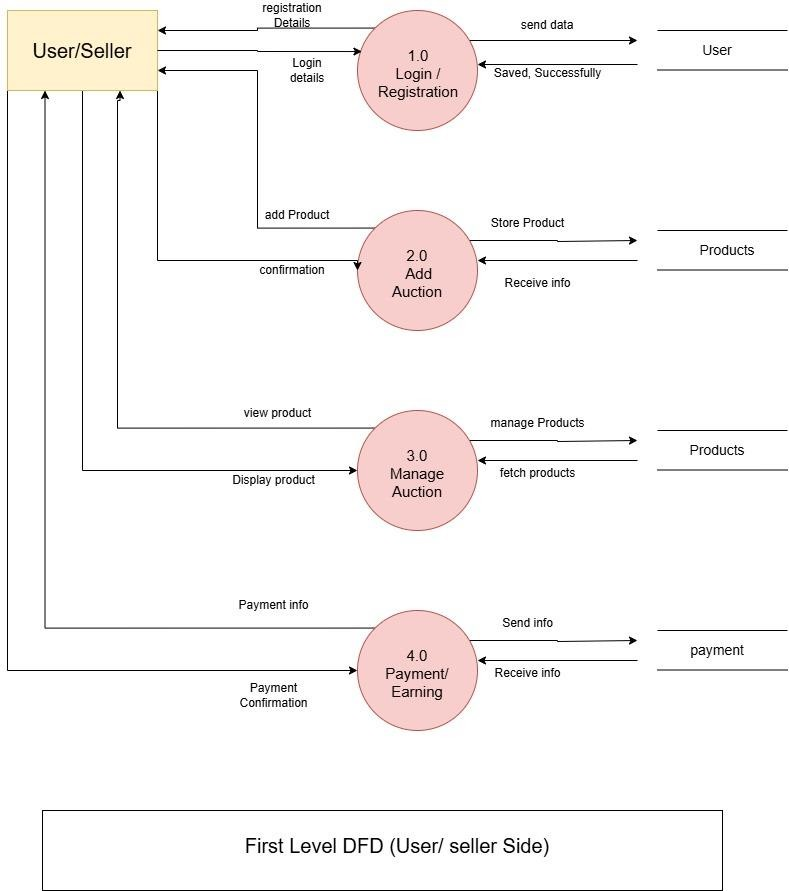 registration
Details
send data
User/Seller
1.0
Login /
Registration
User
Login
details
Saved, Successfully
add Product
Store Product
2.0
Add
Auction
Products
confirmation
Receive info
view product
manage Products
3.0
Manage
Auction
Products
Display product
fetch products
Payment info
Send info
4.0
Payment/
Earning
payment
Receive info
Payment
Confirmation
First Level DFD (User/ seller Side)